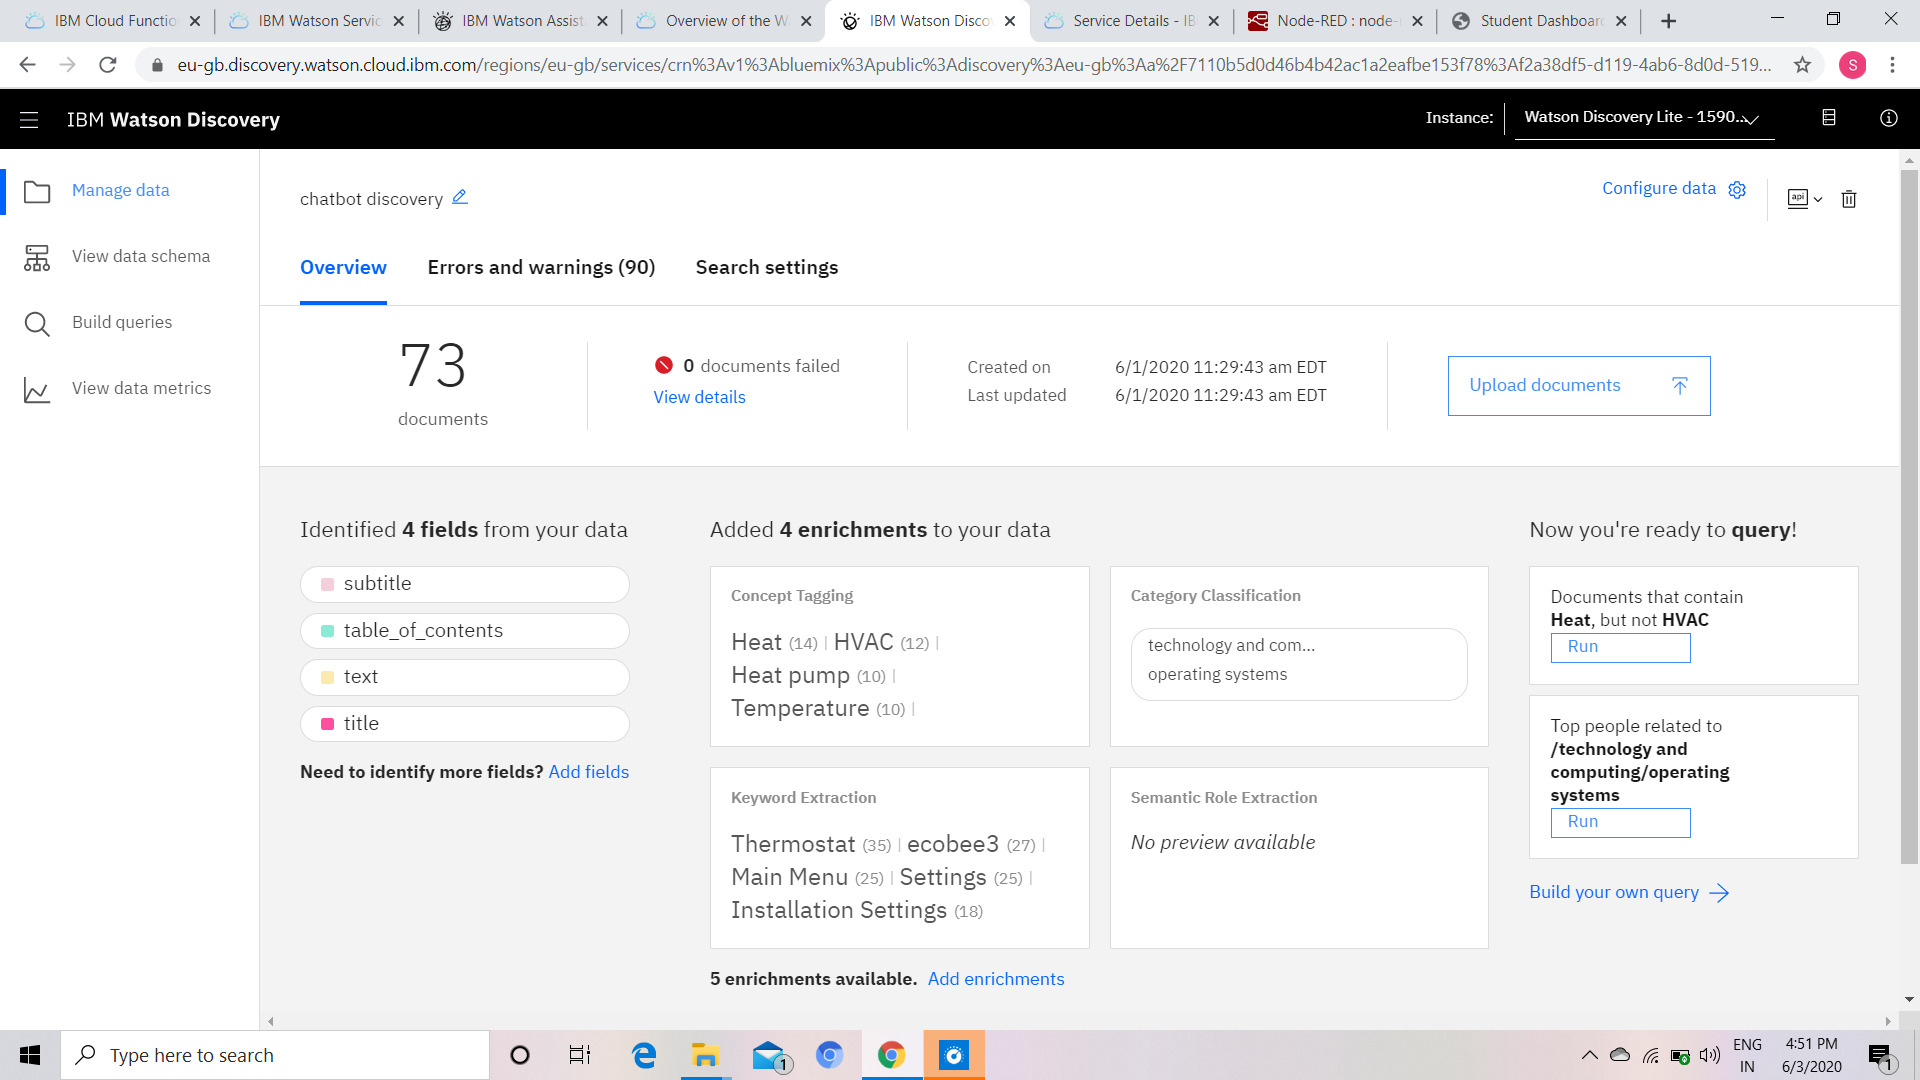 IBM Cloud Functio
IBM Watson Servic
IBM Watson Assist
Overview of the W
IBM Watson Disco
Service Details - IB
Node-RED : node-
Student Dashboar
eu-gb.discovery.watson.cloud.ibm.com/regions/eu-gb/services/crn%3Av1%3Abluemix%3Apublic%3Adiscovery%3Aeu-gb%3Aa%2F7110b5d0d46b4b42ac1a2eafbe153f78%3Af2a38df5-d119-4ab6-8d0d-519...
S
IBM Watson Discovery
Instance:
Watson Discovery Lite - 1590...
Manage data
View data schema
Build queries
View data metrics
chatbot discovery
Configure data
api
Overview
Errors and warnings (90)
Search settings
73
documents
0 documents failed
View details
Created on 6/1/2020 11:29:43 am EDT
Last updated 6/1/2020 11:29:43 am EDT
Upload documents
Identified 4 fields from your data
subtitle
table_of_contents
text
title
Need to identify more fields? Add fields
Added 4 enrichments to your data
Concept Tagging
Heat (14) | HVAC (12) |
Heat pump (10) |
Temperature (10) |
Category Classification
technology and com...
operating systems
Keyword Extraction
Thermostat (35) | ecobee3 (27) |
Main Menu (25) | Settings (25) |
Installation Settings (18)
Semantic Role Extraction
No preview available
5 enrichments available. Add enrichments
Now you're ready to query!
Documents that contain
Heat, but not HVAC
Run
Top people related to
/technology and
computing/operating
systems
Run
Build your own query
Type here to search
1
ENG
IN
4:51 PM
6/3/2020
1